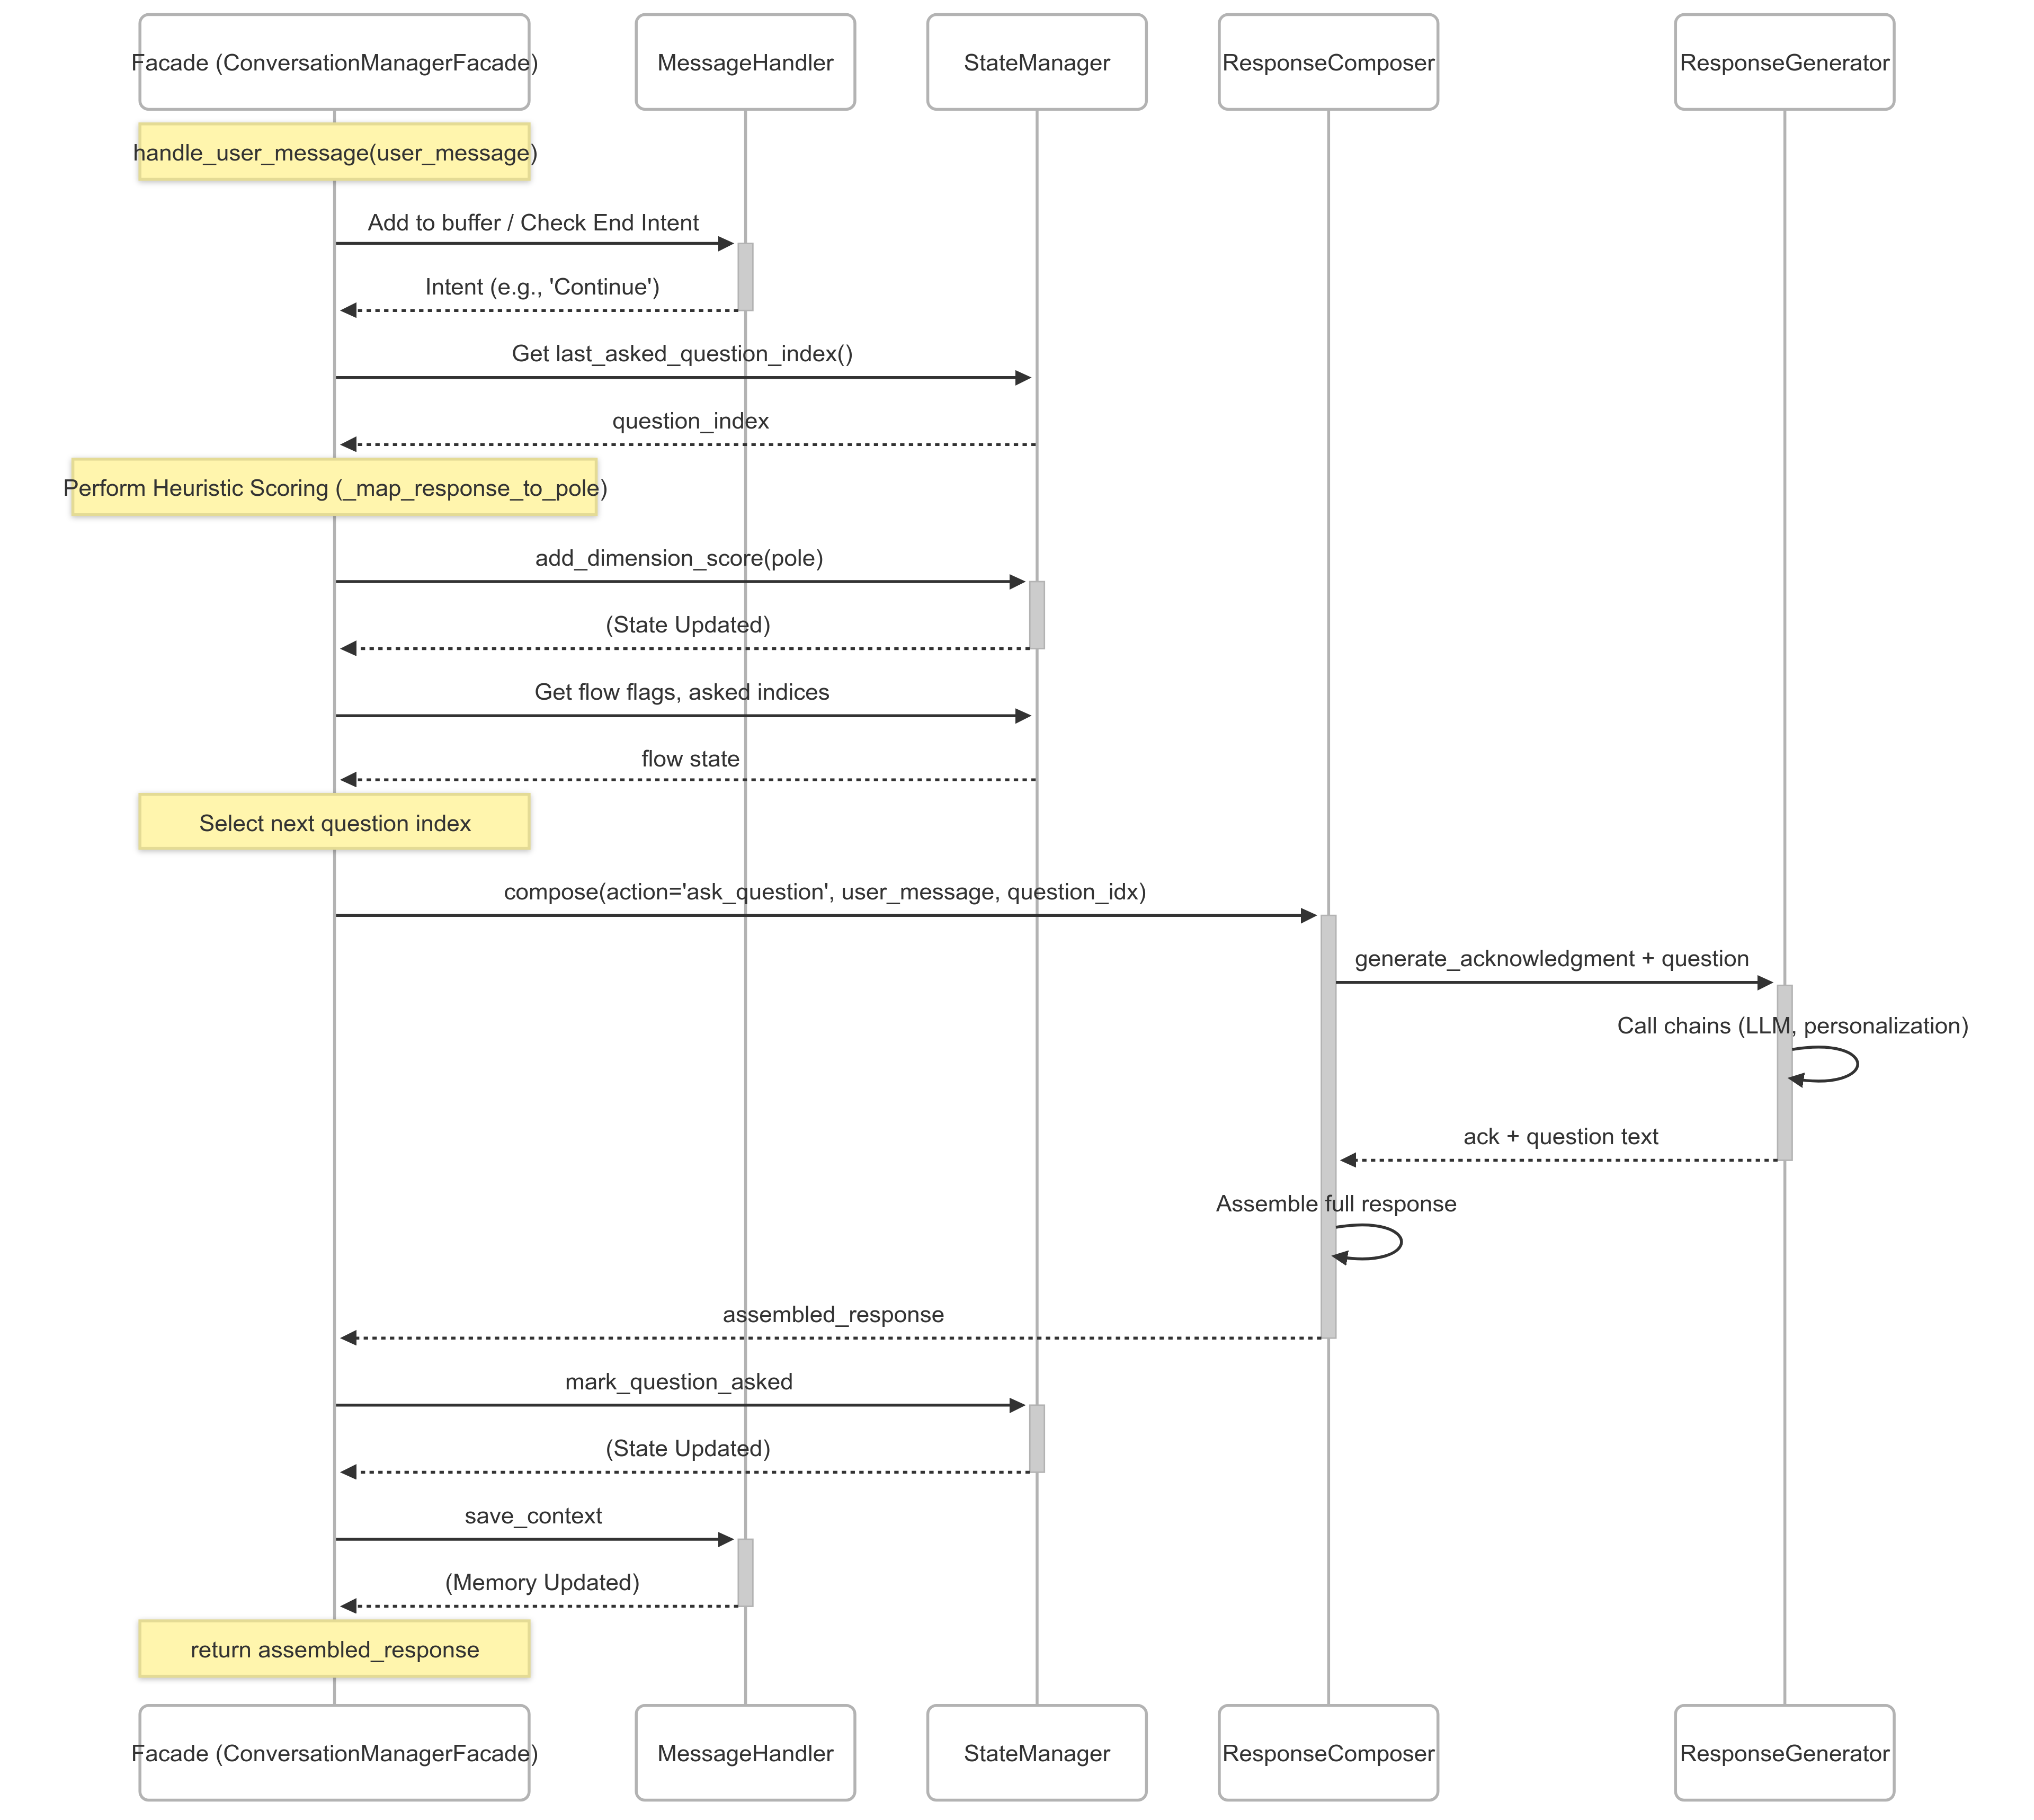 Facade (ConversationManagerFacade)
MessageHandler
StateManager
ResponseComposer
ResponseGenerator
handle_user_message(user_message)
Add to buffer / Check End Intent
Intent (e.g., 'Continue')
Get last_asked_question_index()
question_index
Perform Heuristic Scoring (_map_response_to_pole)
add_dimension_score(pole)
(State Updated)
Get flow flags, asked indices
flow state
Select next question index
compose(action='ask_question', user_message, question_idx)
generate_acknowledgment + question
Call chains (LLM, personalization)
ack + question text
Assemble full response
assembled_response
mark_question_asked
(State Updated)
save_context
(Memory Updated)
return assembled_response
Facade (ConversationManagerFacade)
MessageHandler
StateManager
ResponseComposer
ResponseGenerator